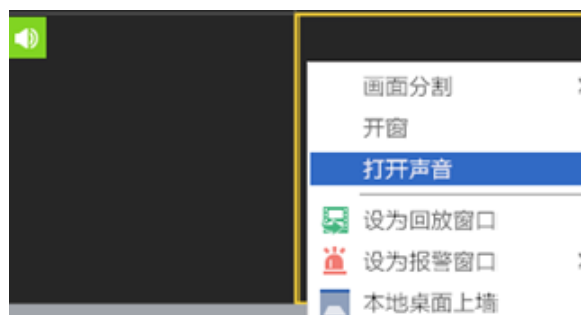 画面分割
开窗
打开声音
设为回放窗口
设为报警窗口
本地桌面上墙